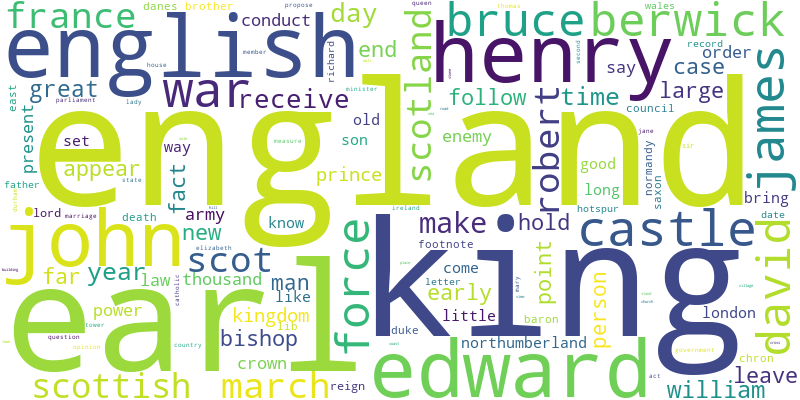 france
danes
brother
conduct
day
queen
thomas
propose
wales
english
henry
bruce
berwick
end
richard
member
house
second
record
order
say
case
scotland
great
war
receive
large
east
parliament
lady
minister
follow
time
council
jane
present
england
old
enemy
robert
james
set
measure
son
way
appear
fact
prince
good
long
normandy
saxon
sir
father
state
durham
bring
lord
marriage
death
army
know
ireland
hotspur
date
john
new
make
hold
castle
david
elizabeth
footnote
scot
force
king
far
year
law
thousand
man
like
come
point
person
letter
early
mary
earl
catholic
power
kingdom
lib
little
baron
london
church
village
building
question
tower
bishop
duke
opinion
country
crown
northumberland
government
chron
edward
leave
scottish
march
reign
act
william